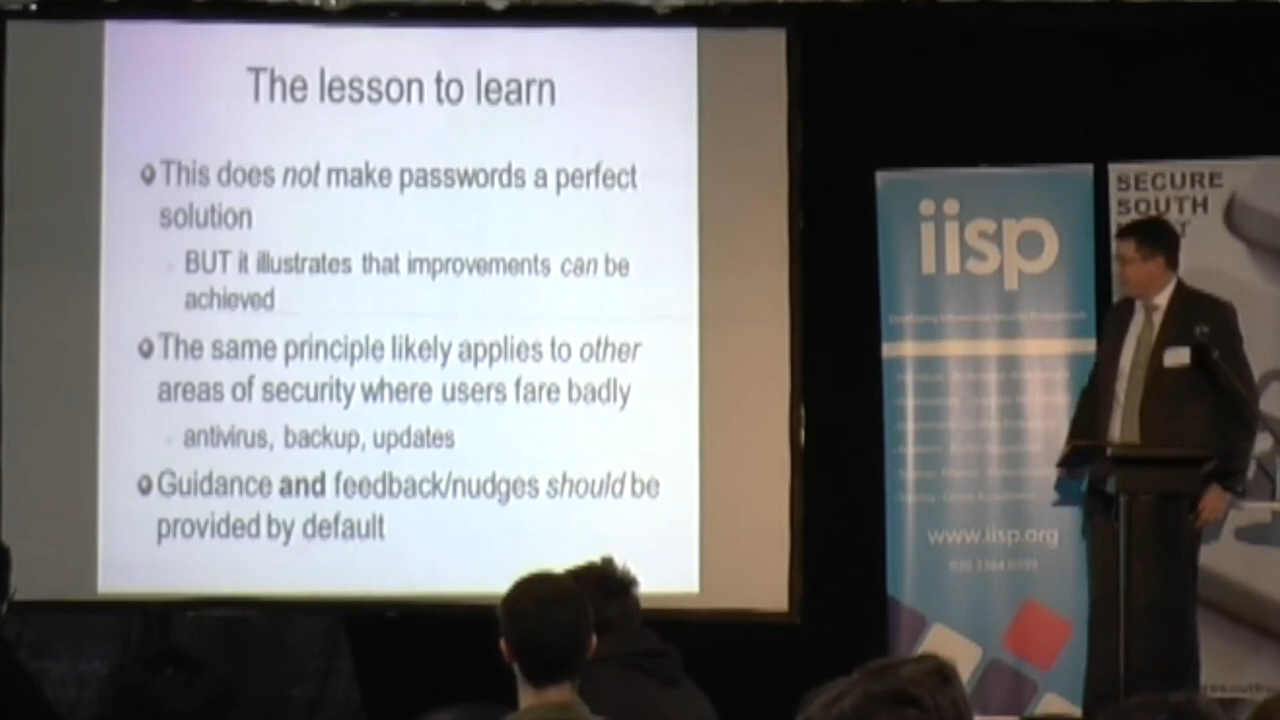 The lesson to learn
This does not make passwords a perfect
solution
BUT it illustrates that improvements can be
achieved
The same principle likely applies to other
areas of security where users fare badly
antivirus, backup, updates
Guidance and feedback/nudges should be
provided by default
iisp
www.iisp.org
SECURE
SOUTH